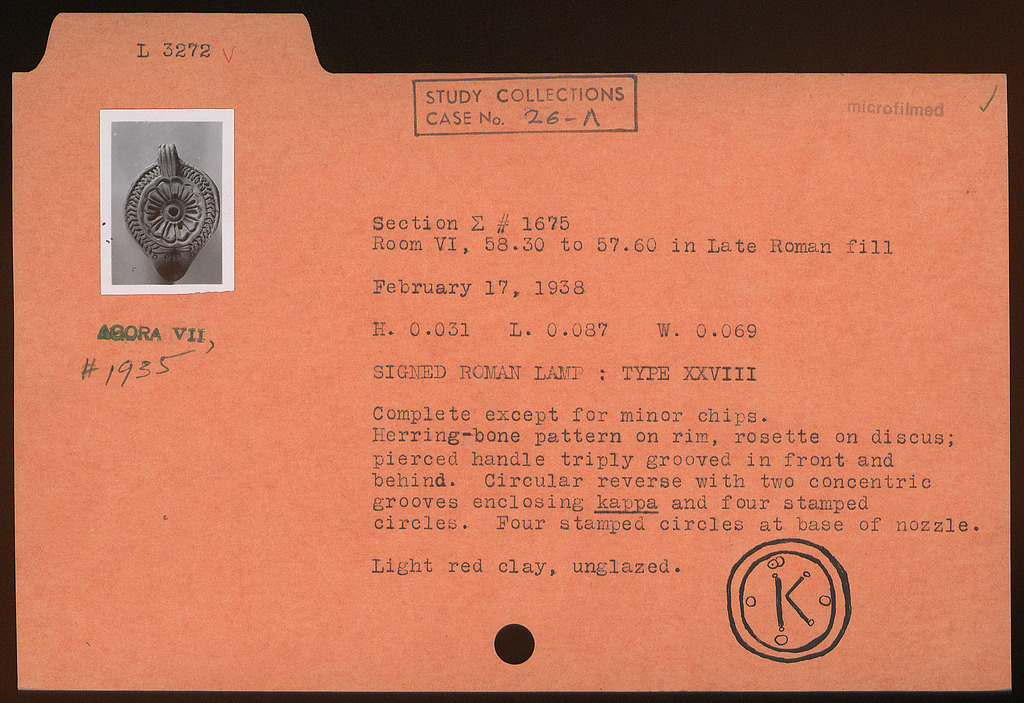 L 3272 V
STUDY COLLECTIONS
CASE No. 26-A
microfilmed
Section Σ # 1675
Room VI, 58.30 to 57.60 in Late Roman fill
February 17, 1938
H. 0.031 L. 0.087 W. 0.069
AGORA VII,
# 1935
SIGNED ROMAN LAMP : TYPE XXVIII
Complete except for minor chips.
Herring-bone pattern on rim, rosette on discus;
pierced handle triply grooved in front and
behind. Circular reverse with two concentric
grooves enclosing kappa and four stamped
circles. Four stamped circles at base of nozzle.
Light red clay, unglazed.
K